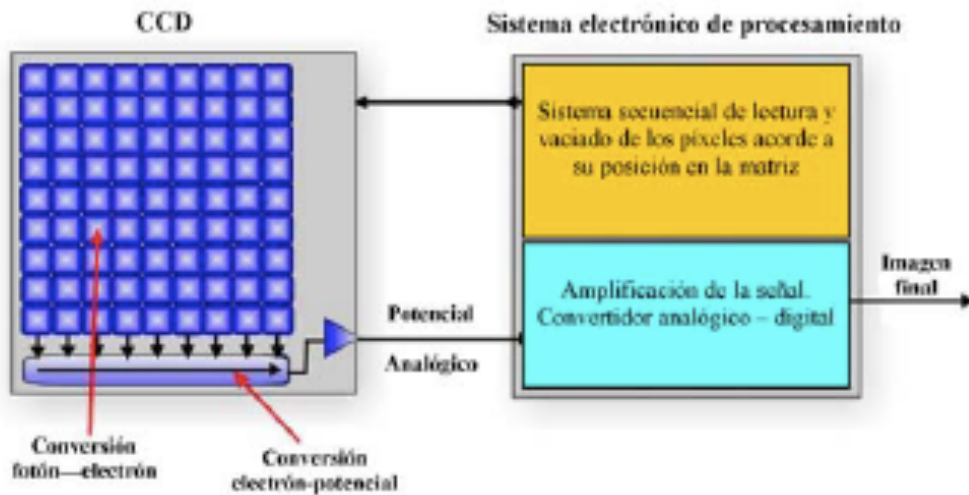 CCD
Sistema electrónico de procesamiento
Sistema secuencial de lectura y
vaciado de los píxeles acorde a
su posición en la matriz
Amplificación de la señal.
Convertidor analógico – digital
Imagen
final
Potencial
Analógico
Conversión
fotón—electrón
Conversión
electrón-potencial